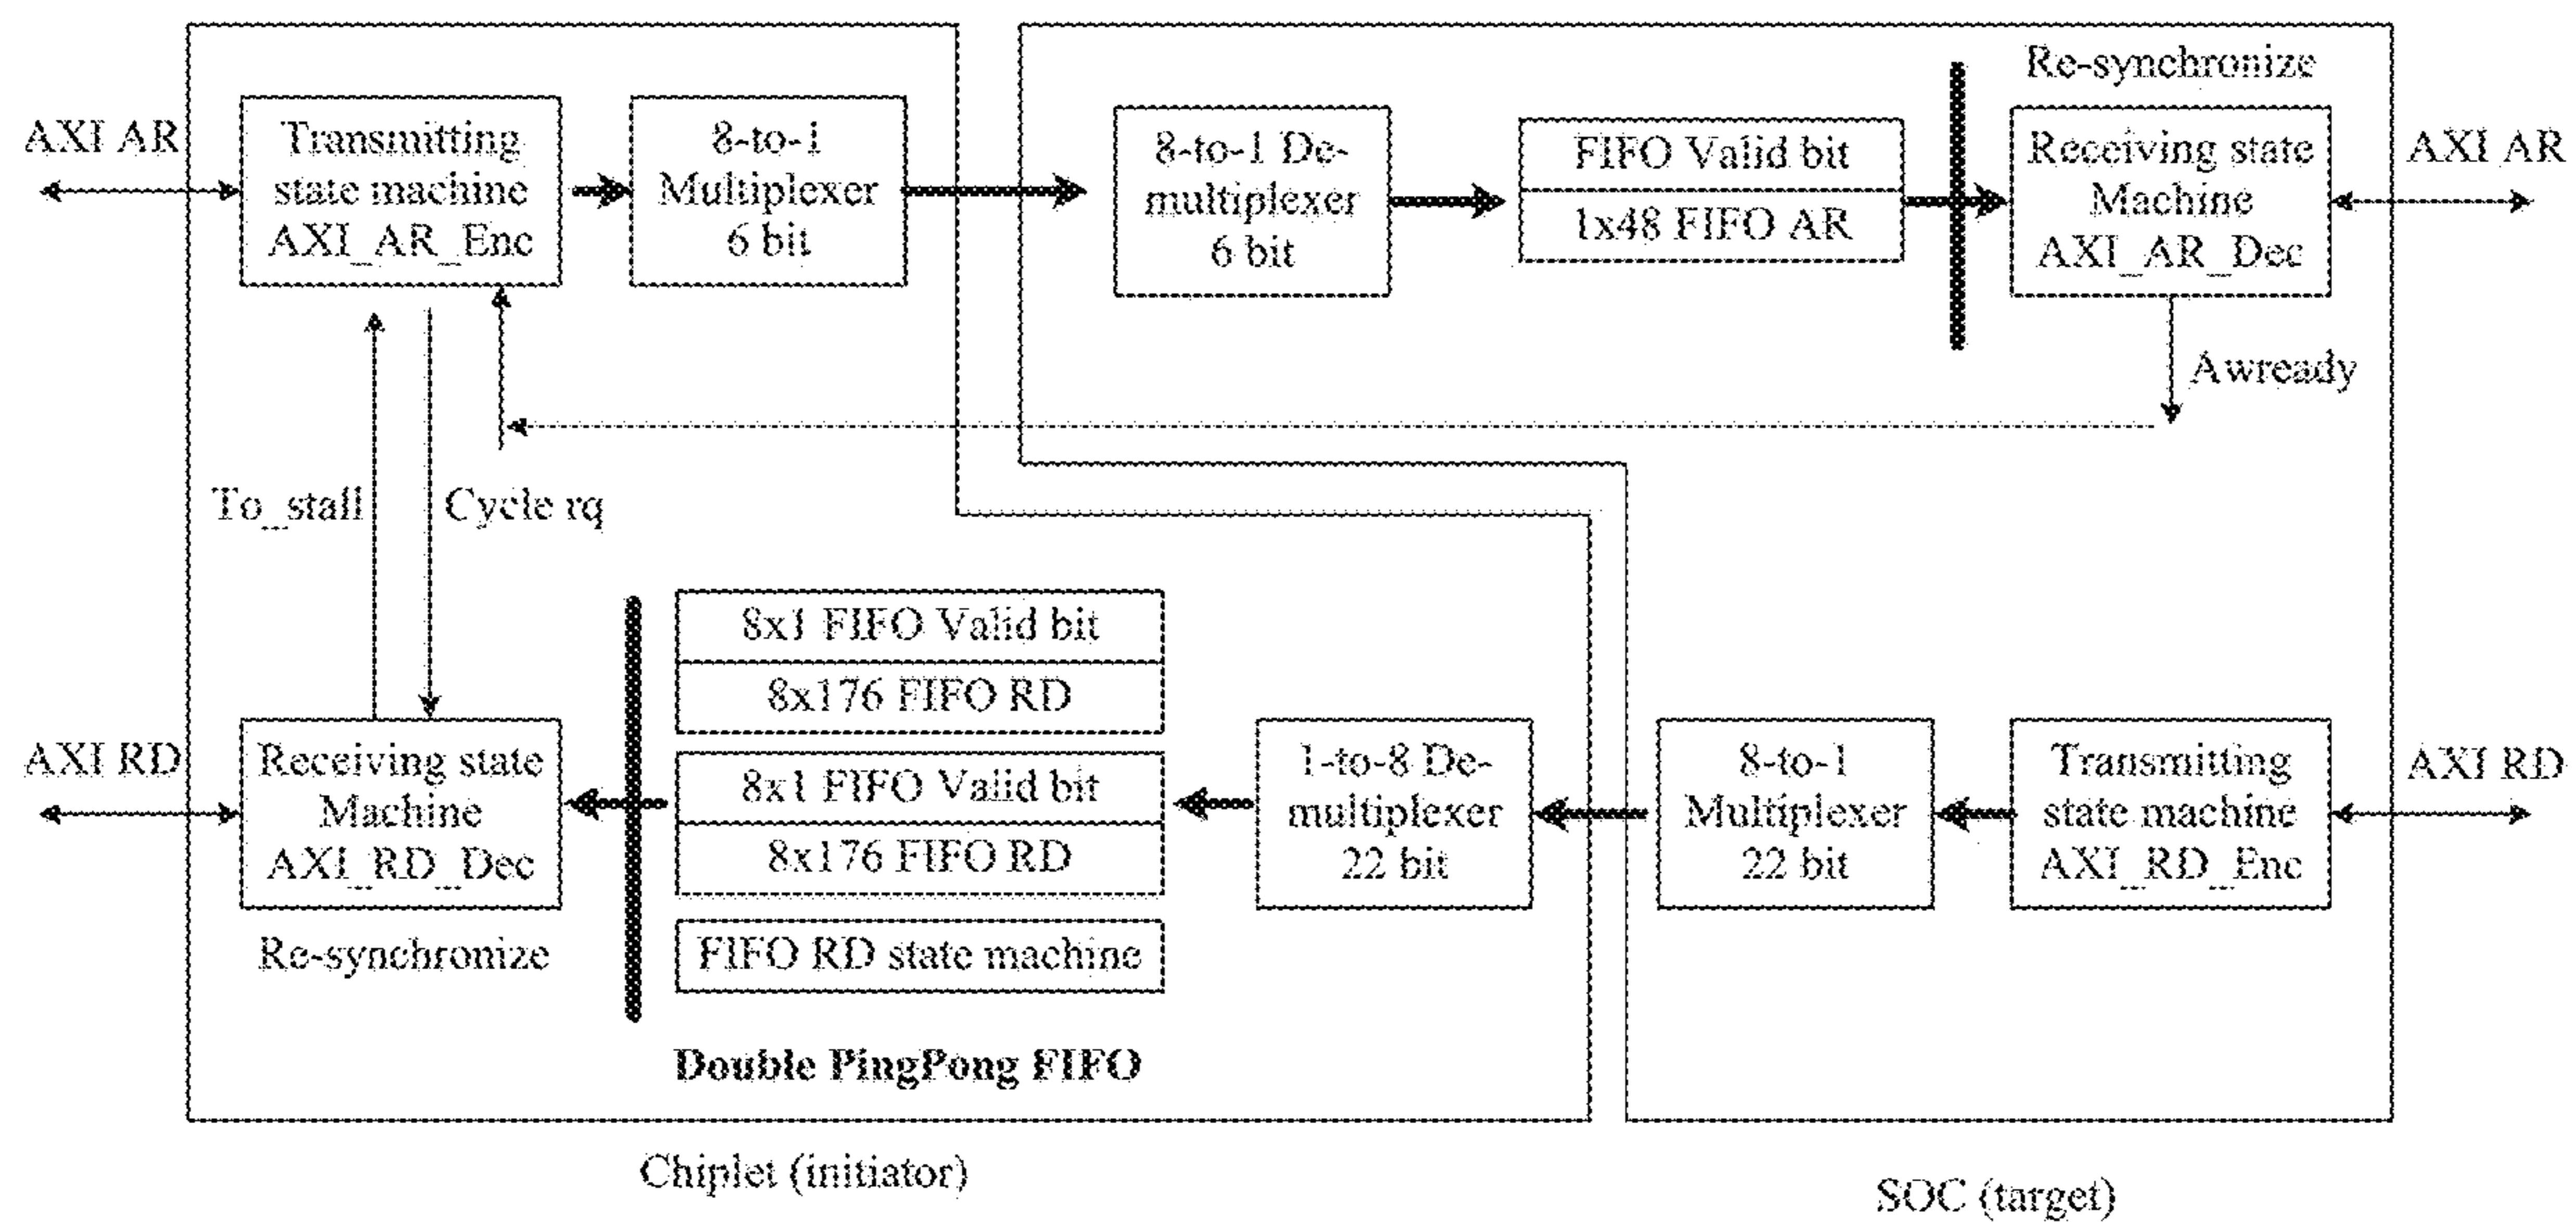 Re-synchronize
AXI AR
Transmitting
state machine
AXI_AR_Enc
8-to-1
Multiplexer
6 bit
8-to-1 De-
multiplexer
6 bit
FIFO Valid bit
1x48 FIFO AR
Receiving state
Machine
AXI_AR_Dec
AXI AR
Awready
To_stall
Cycle rq
AXI RD
Receiving state
Machine
AXI_RD_Dec
Re-synchronize
8x1 FIFO Valid bit
8x176 FIFO RD
8x1 FIFO Valid bit
8x176 FIFO RD
FIFO RD state machine
Double PingPong FIFO
1-to-8 De-
multiplexer
22 bit
8-to-1
Multiplexer
22 bit
Transmitting
state machine
AXI_RD_Enc
AXI RD
Chiplet (initiator)
SOC (target)